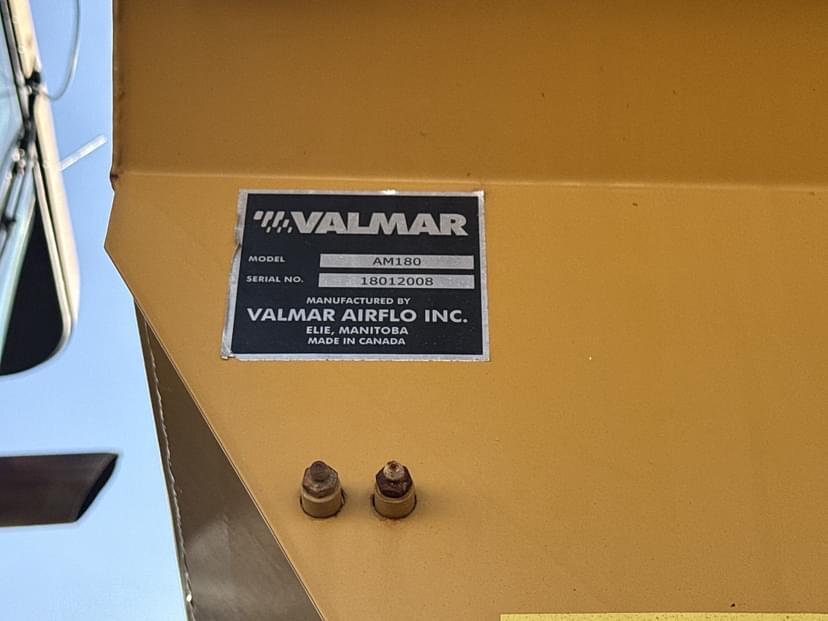 VALMAR
MODEL AM180
SERIAL NO. 18012008
MANUFACTURED BY
VALMAR AIRFLO INC.
ELIE, MANITOBA
MADE IN CANADA